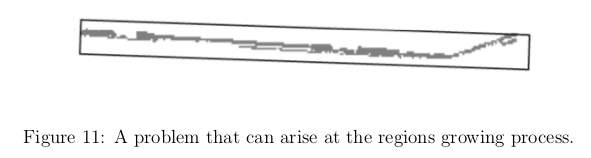 Figure 11: A problem that can arise at the regions growing process.